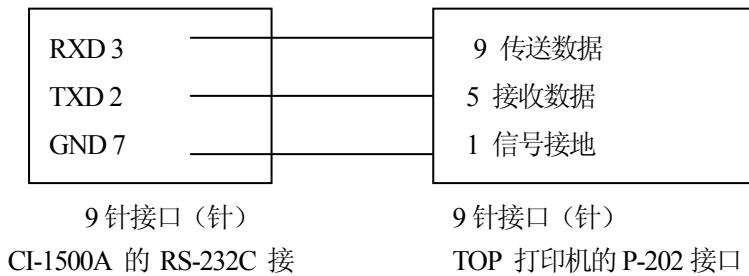 RXD 3
TXD 2
GND 7
9 传送数据
5 接收数据
1 信号接地
9 针接口（针）
9 针接口（针）
CI-1500A 的 RS-232C 接
TOP 打印机的 P-202 接口